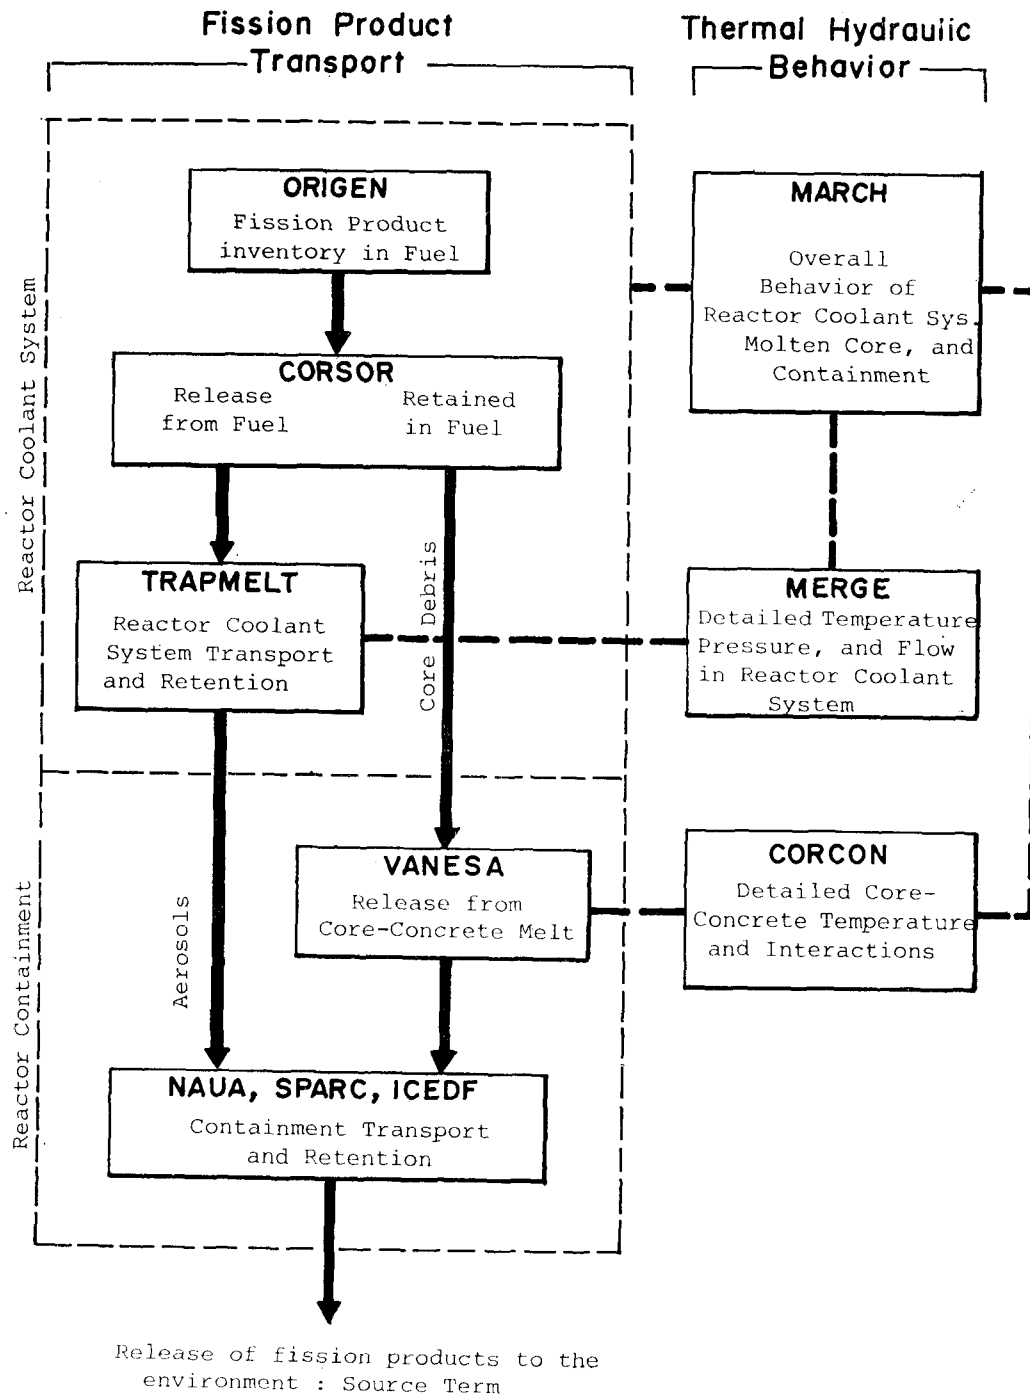 Fission Product
Transport
Thermal Hydraulic
Behavior
Reactor Coolant System
ORIGEN
Fission Product
inventory in Fuel
CORSOR
Release
from Fuel
Retained
in Fuel
TRAPMELT
Reactor Coolant
System Transport
and Retention
Core Debris
MARCH
Overall
Behavior of
Reactor Coolant Sys.
Molten Core, and
Containment
MERGE
Detailed Temperature
Pressure, and Flow
in Reactor Coolant
System
Reactor Containment
Aerosols
VANESA
Release from
Core-Concrete Melt
CORCON
Detailed Core-
Concrete Temperature
and Interactions
NAUA, SPARC, ICEDF
Containment Transport
and Retention
Release of fission products to the
environment : Source Term